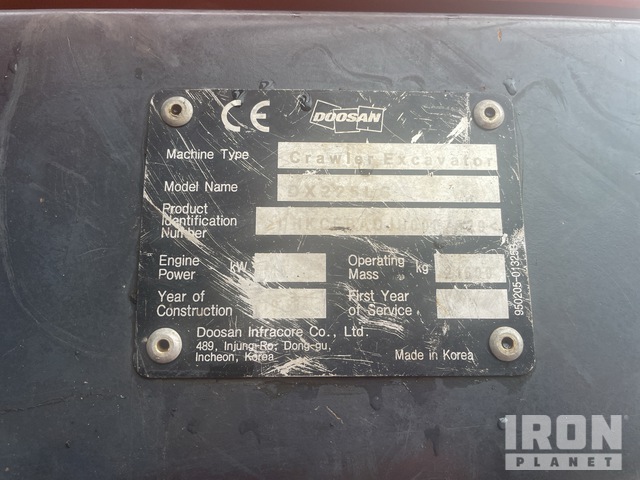 CE DOOSAN
Machine Type Crawler Excavator
Model Name
Product
Identification
Number
Engine
Power kW
Operating
Mass kg
Year of
Construction
First Year
of Service
Doosan Infracore Co., Ltd.
489, Injung-Ro, Dong-gu,
Incheon, Korea
Made in Korea
950205-01325B
IRON
PLANET